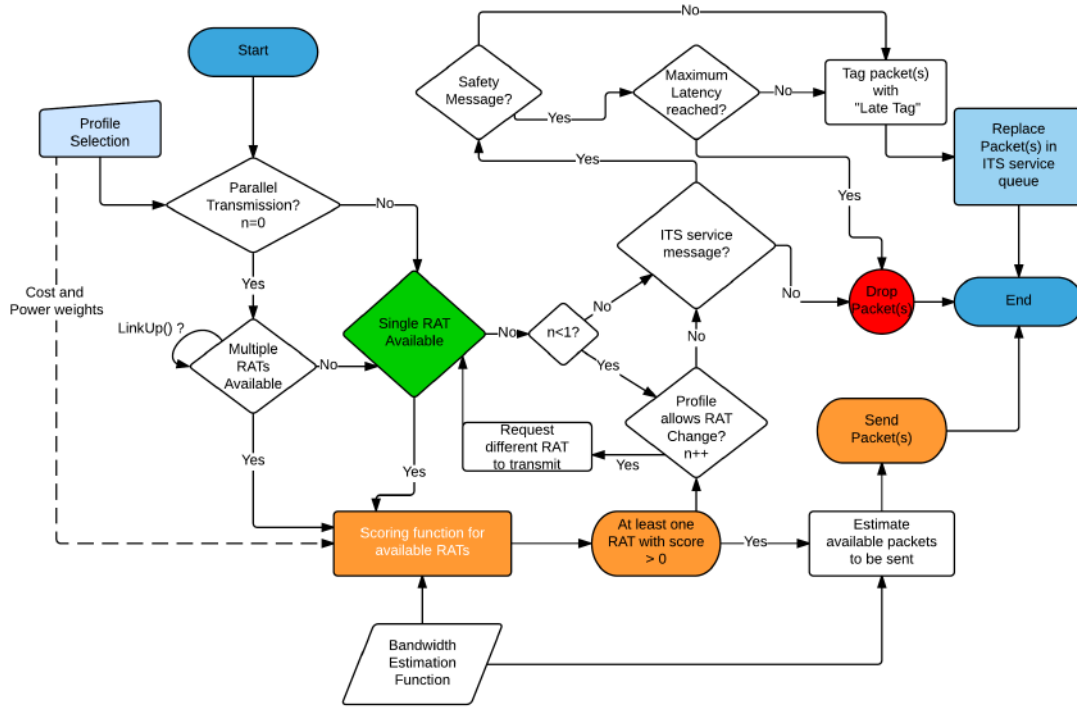 Start
Profile
Selection
Parallel
Transmission?
n=0
No
Yes
Cost and
Power weights
LinkUp() ?
Multiple
RATs
Available
No
Yes
Single RAT
Available
No
Yes
n<1?
No
Yes
Safety
Message?
No
Yes
Maximum
Latency
reached?
No
Yes
Tag packet(s)
with
"Late Tag"
Replace
Packet(s) in
ITS service
queue
Yes
ITS service
message?
No
Drop
Packet(s)
End
No
Profile
allows RAT
Change?
n++
Yes
Request
different RAT
to transmit
Scoring function for
available RATs
At least one
RAT with score
> 0
Yes
Estimate
available packets
to be sent
Send
Packet(s)
Bandwidth
Estimation
Function